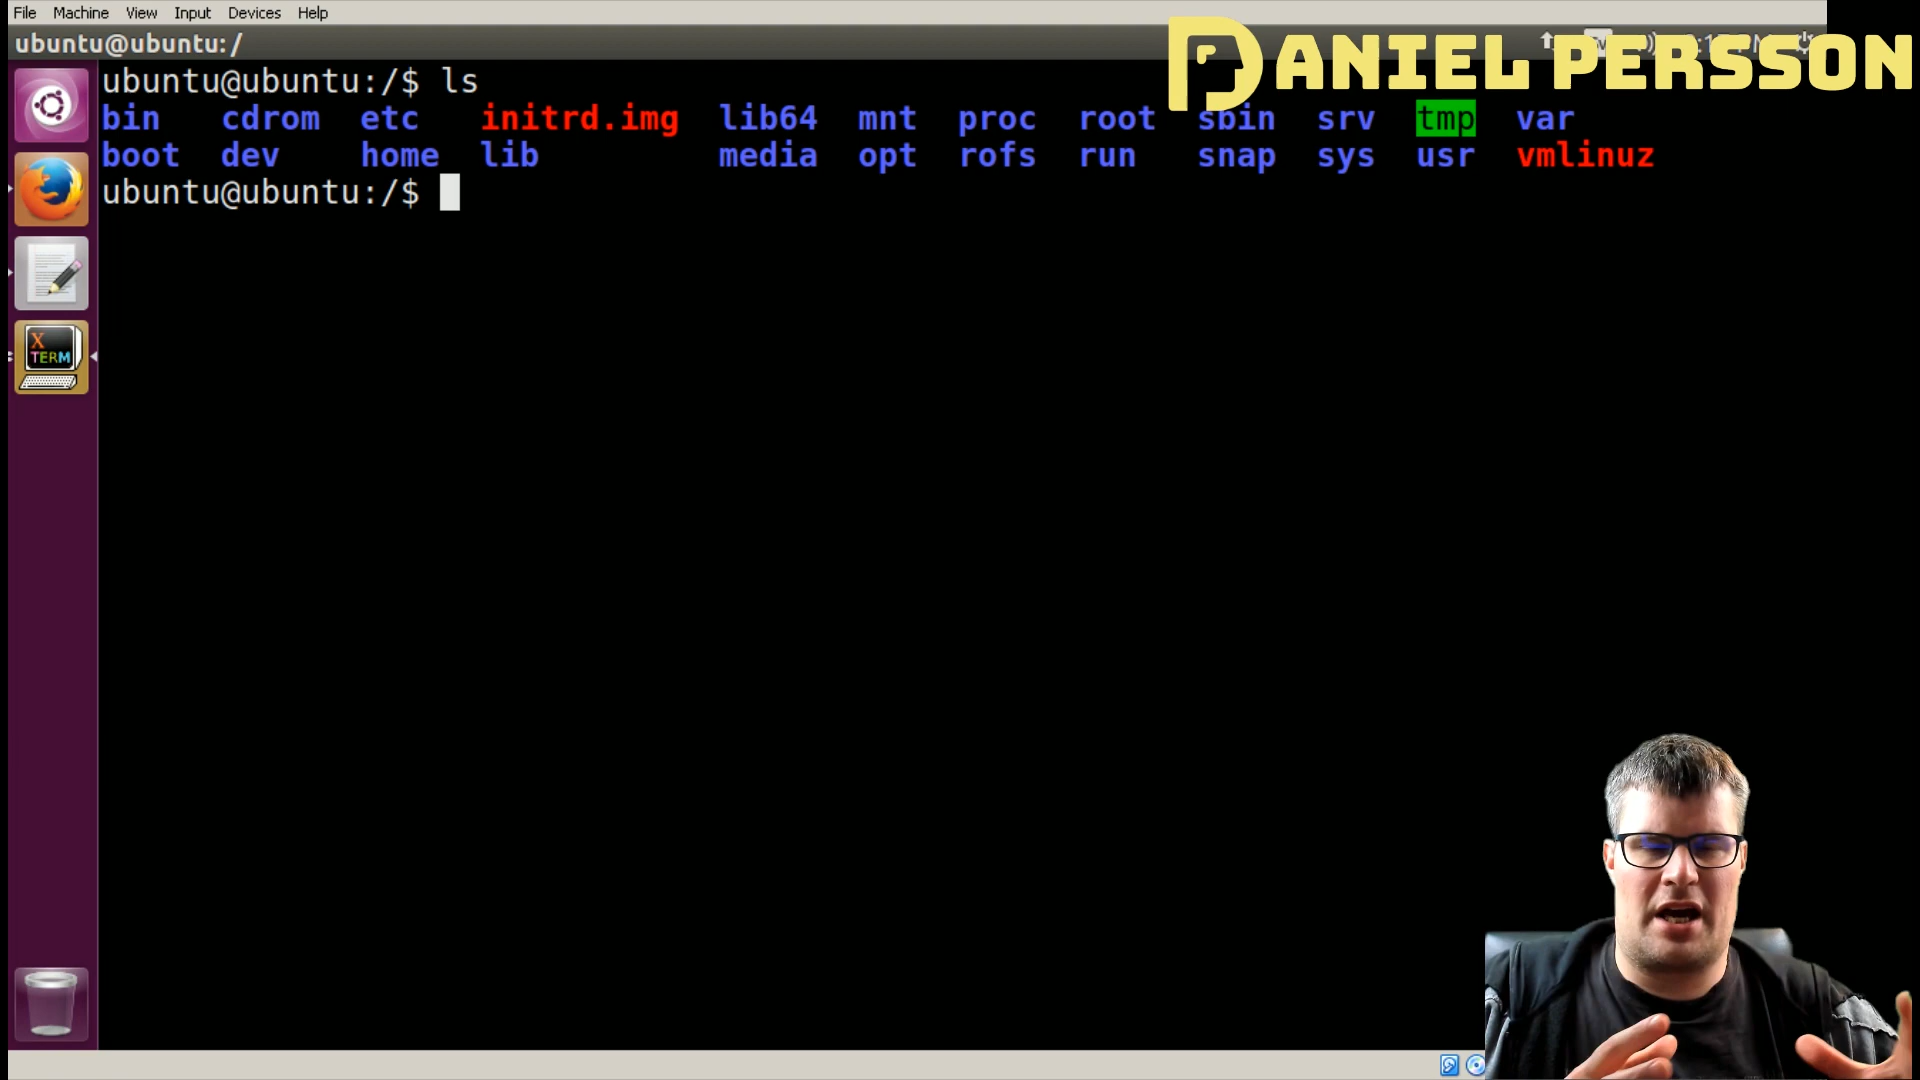 File Machine View Input Devices Help
ubuntu@ubuntu: /
DANIEL PERSSON
ubuntu@ubuntu:/$ ls
bin cdrom etc initrd.img lib64 mnt proc root sbin srv tmp var
boot dev home lib media opt rofs run snap sys usr vmlinuz
ubuntu@ubuntu:/$
X
TERM